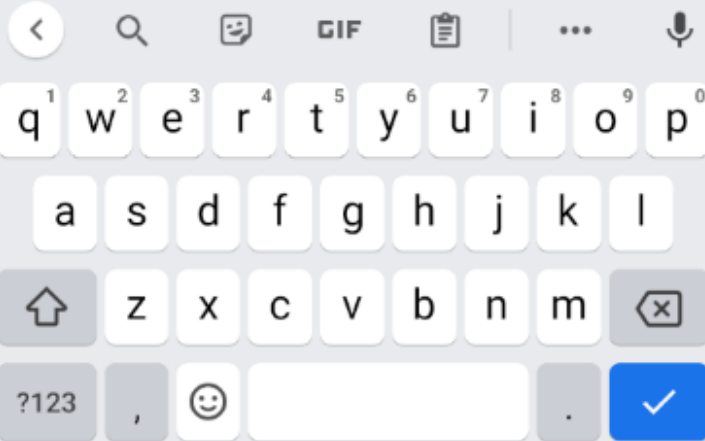 GIF
q1 w2 e3 r4 t5 y6 u7 i8 o9 p0
a s d f g h j k l
z x c v b n m
?123 , .